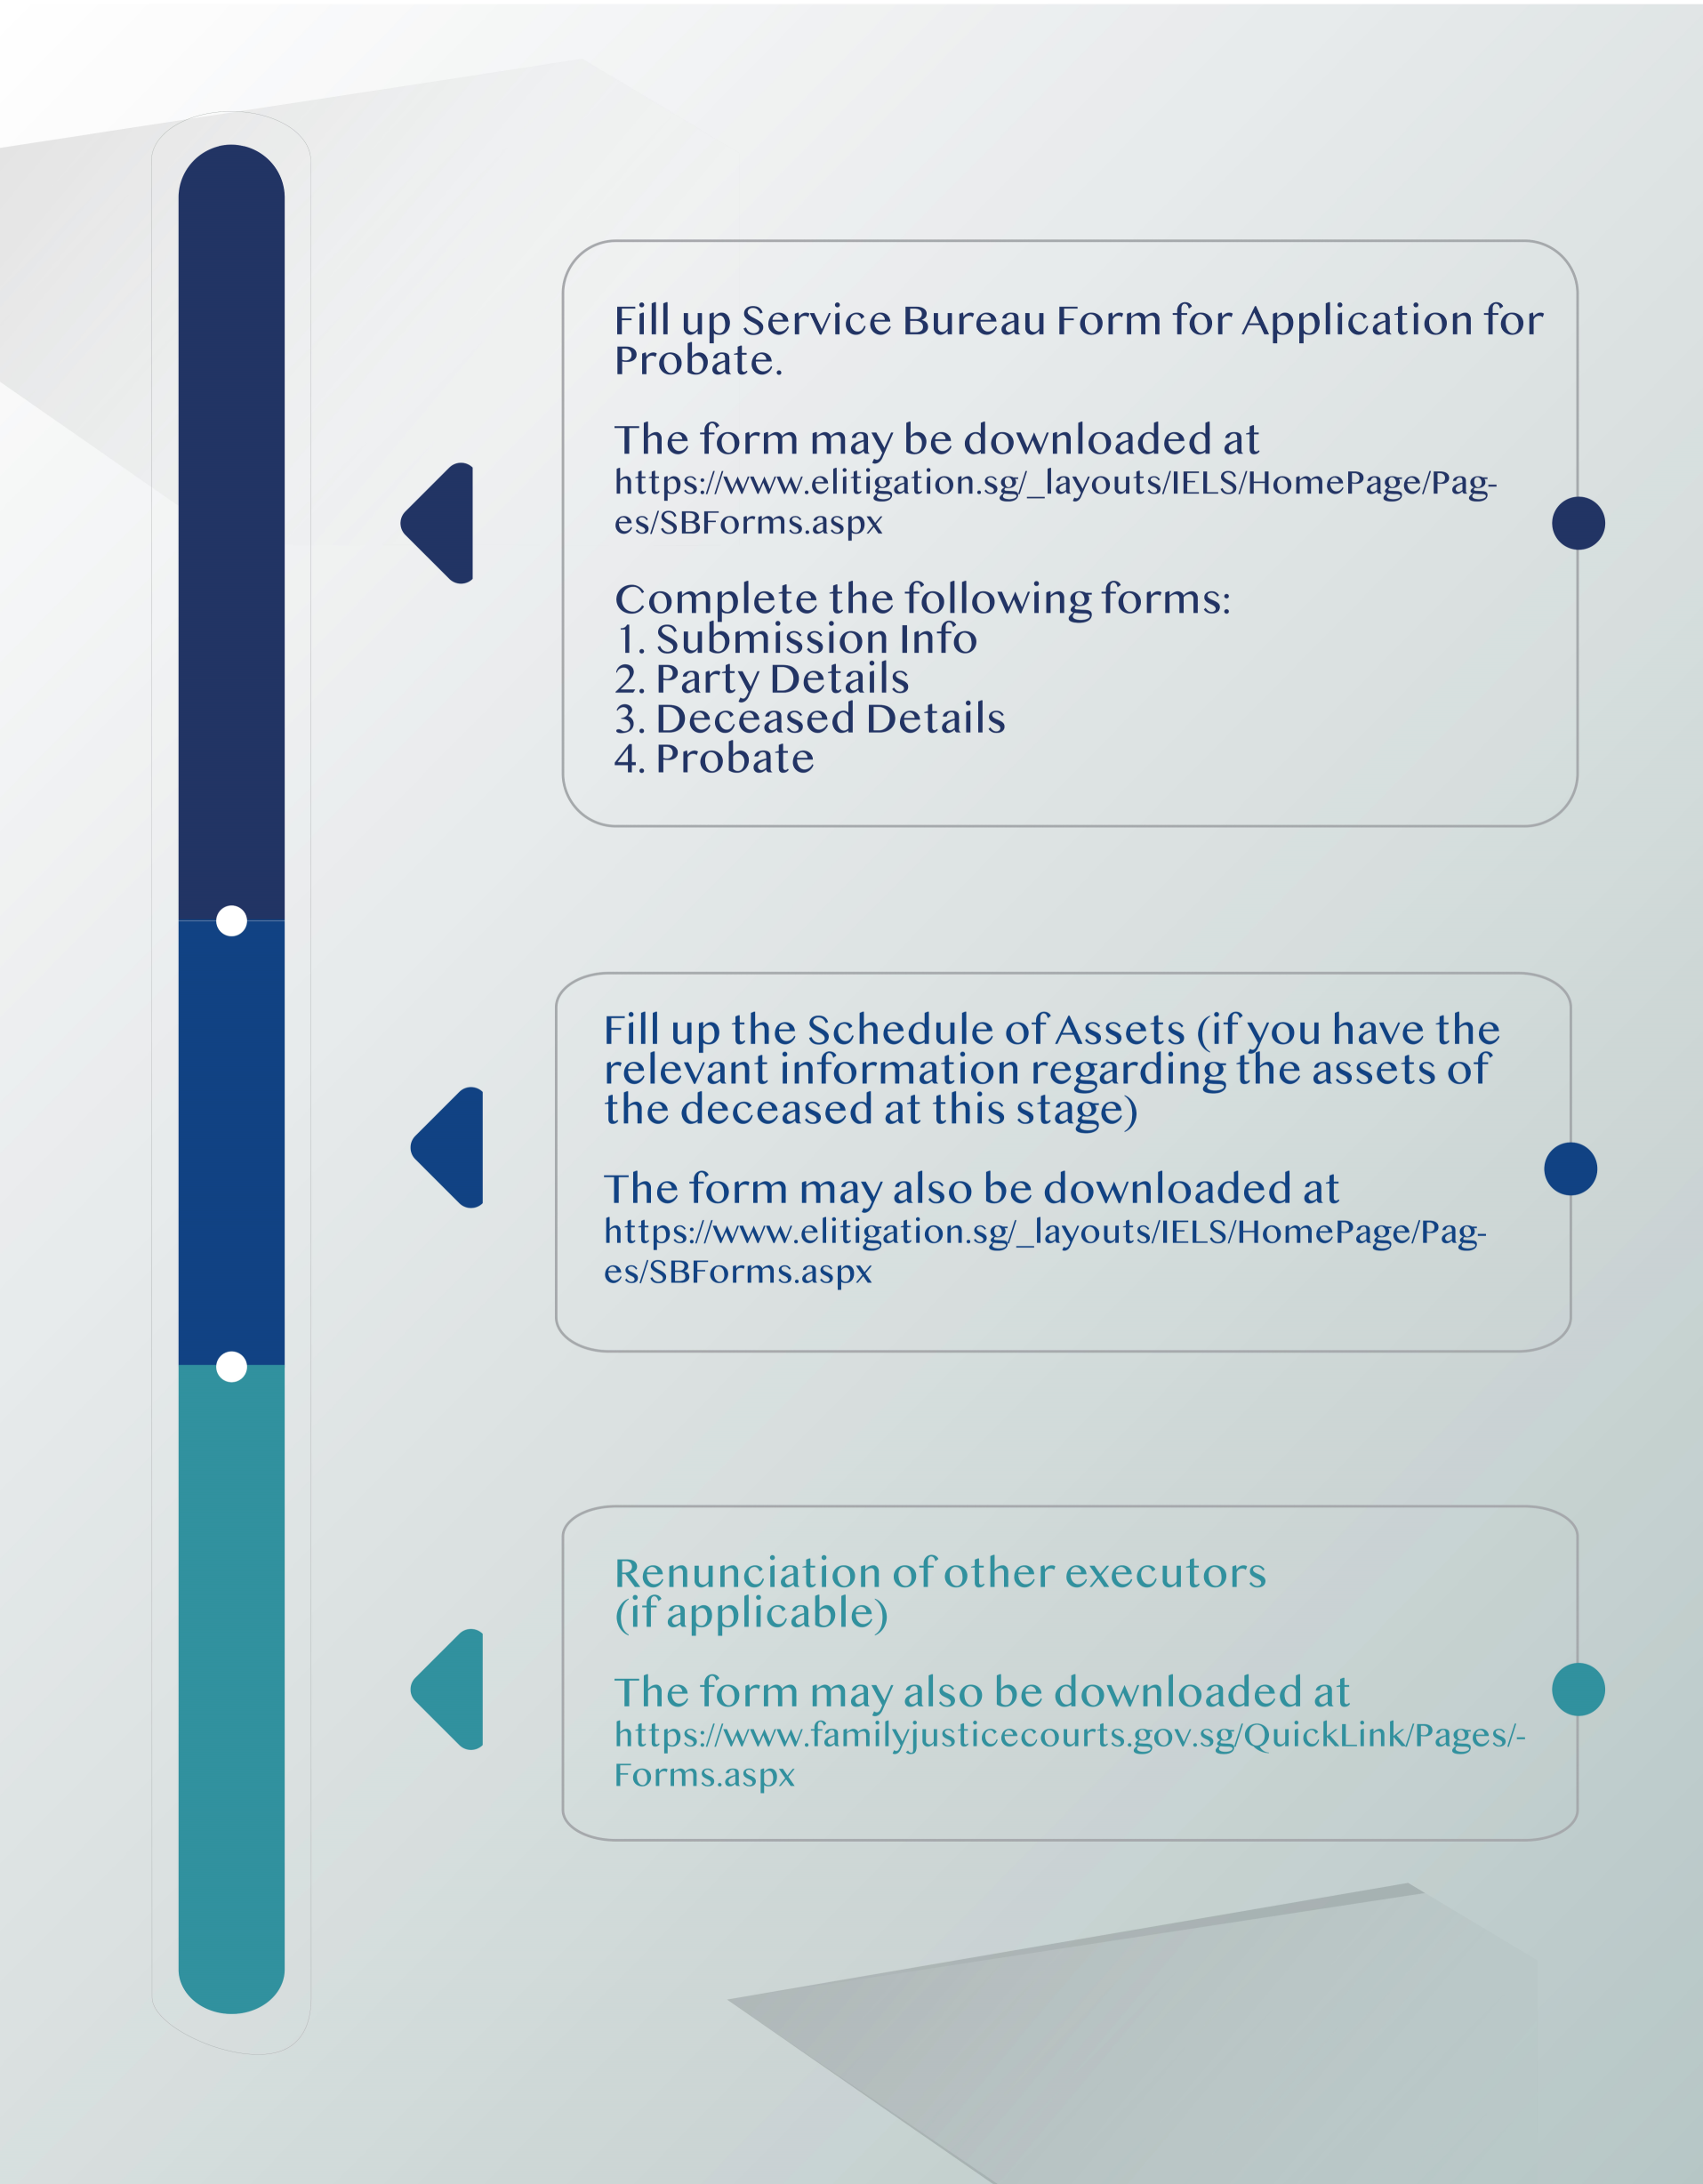 Fill up Service Bureau Form for Application for
Probate.
The form may be downloaded at
https://www.elitigation.sg/_layouts/IELS/HomePage/Pag-
es/SBForms.aspx
Complete the following forms:
1. Submission Info
2. Party Details
3. Deceased Details
4. Probate
Fill up the Schedule of Assets (if you have the
relevant information regarding the assets of
the deceased at this stage)
The form may also be downloaded at
https://www.elitigation.sg/_layouts/IELS/HomePage/Pag-
es/SBForms.aspx
Renunciation of other executors
(if applicable)
The form may also be downloaded at
https://www.familyjusticecourts.gov.sg/QuickLink/Pages/-
Forms.aspx